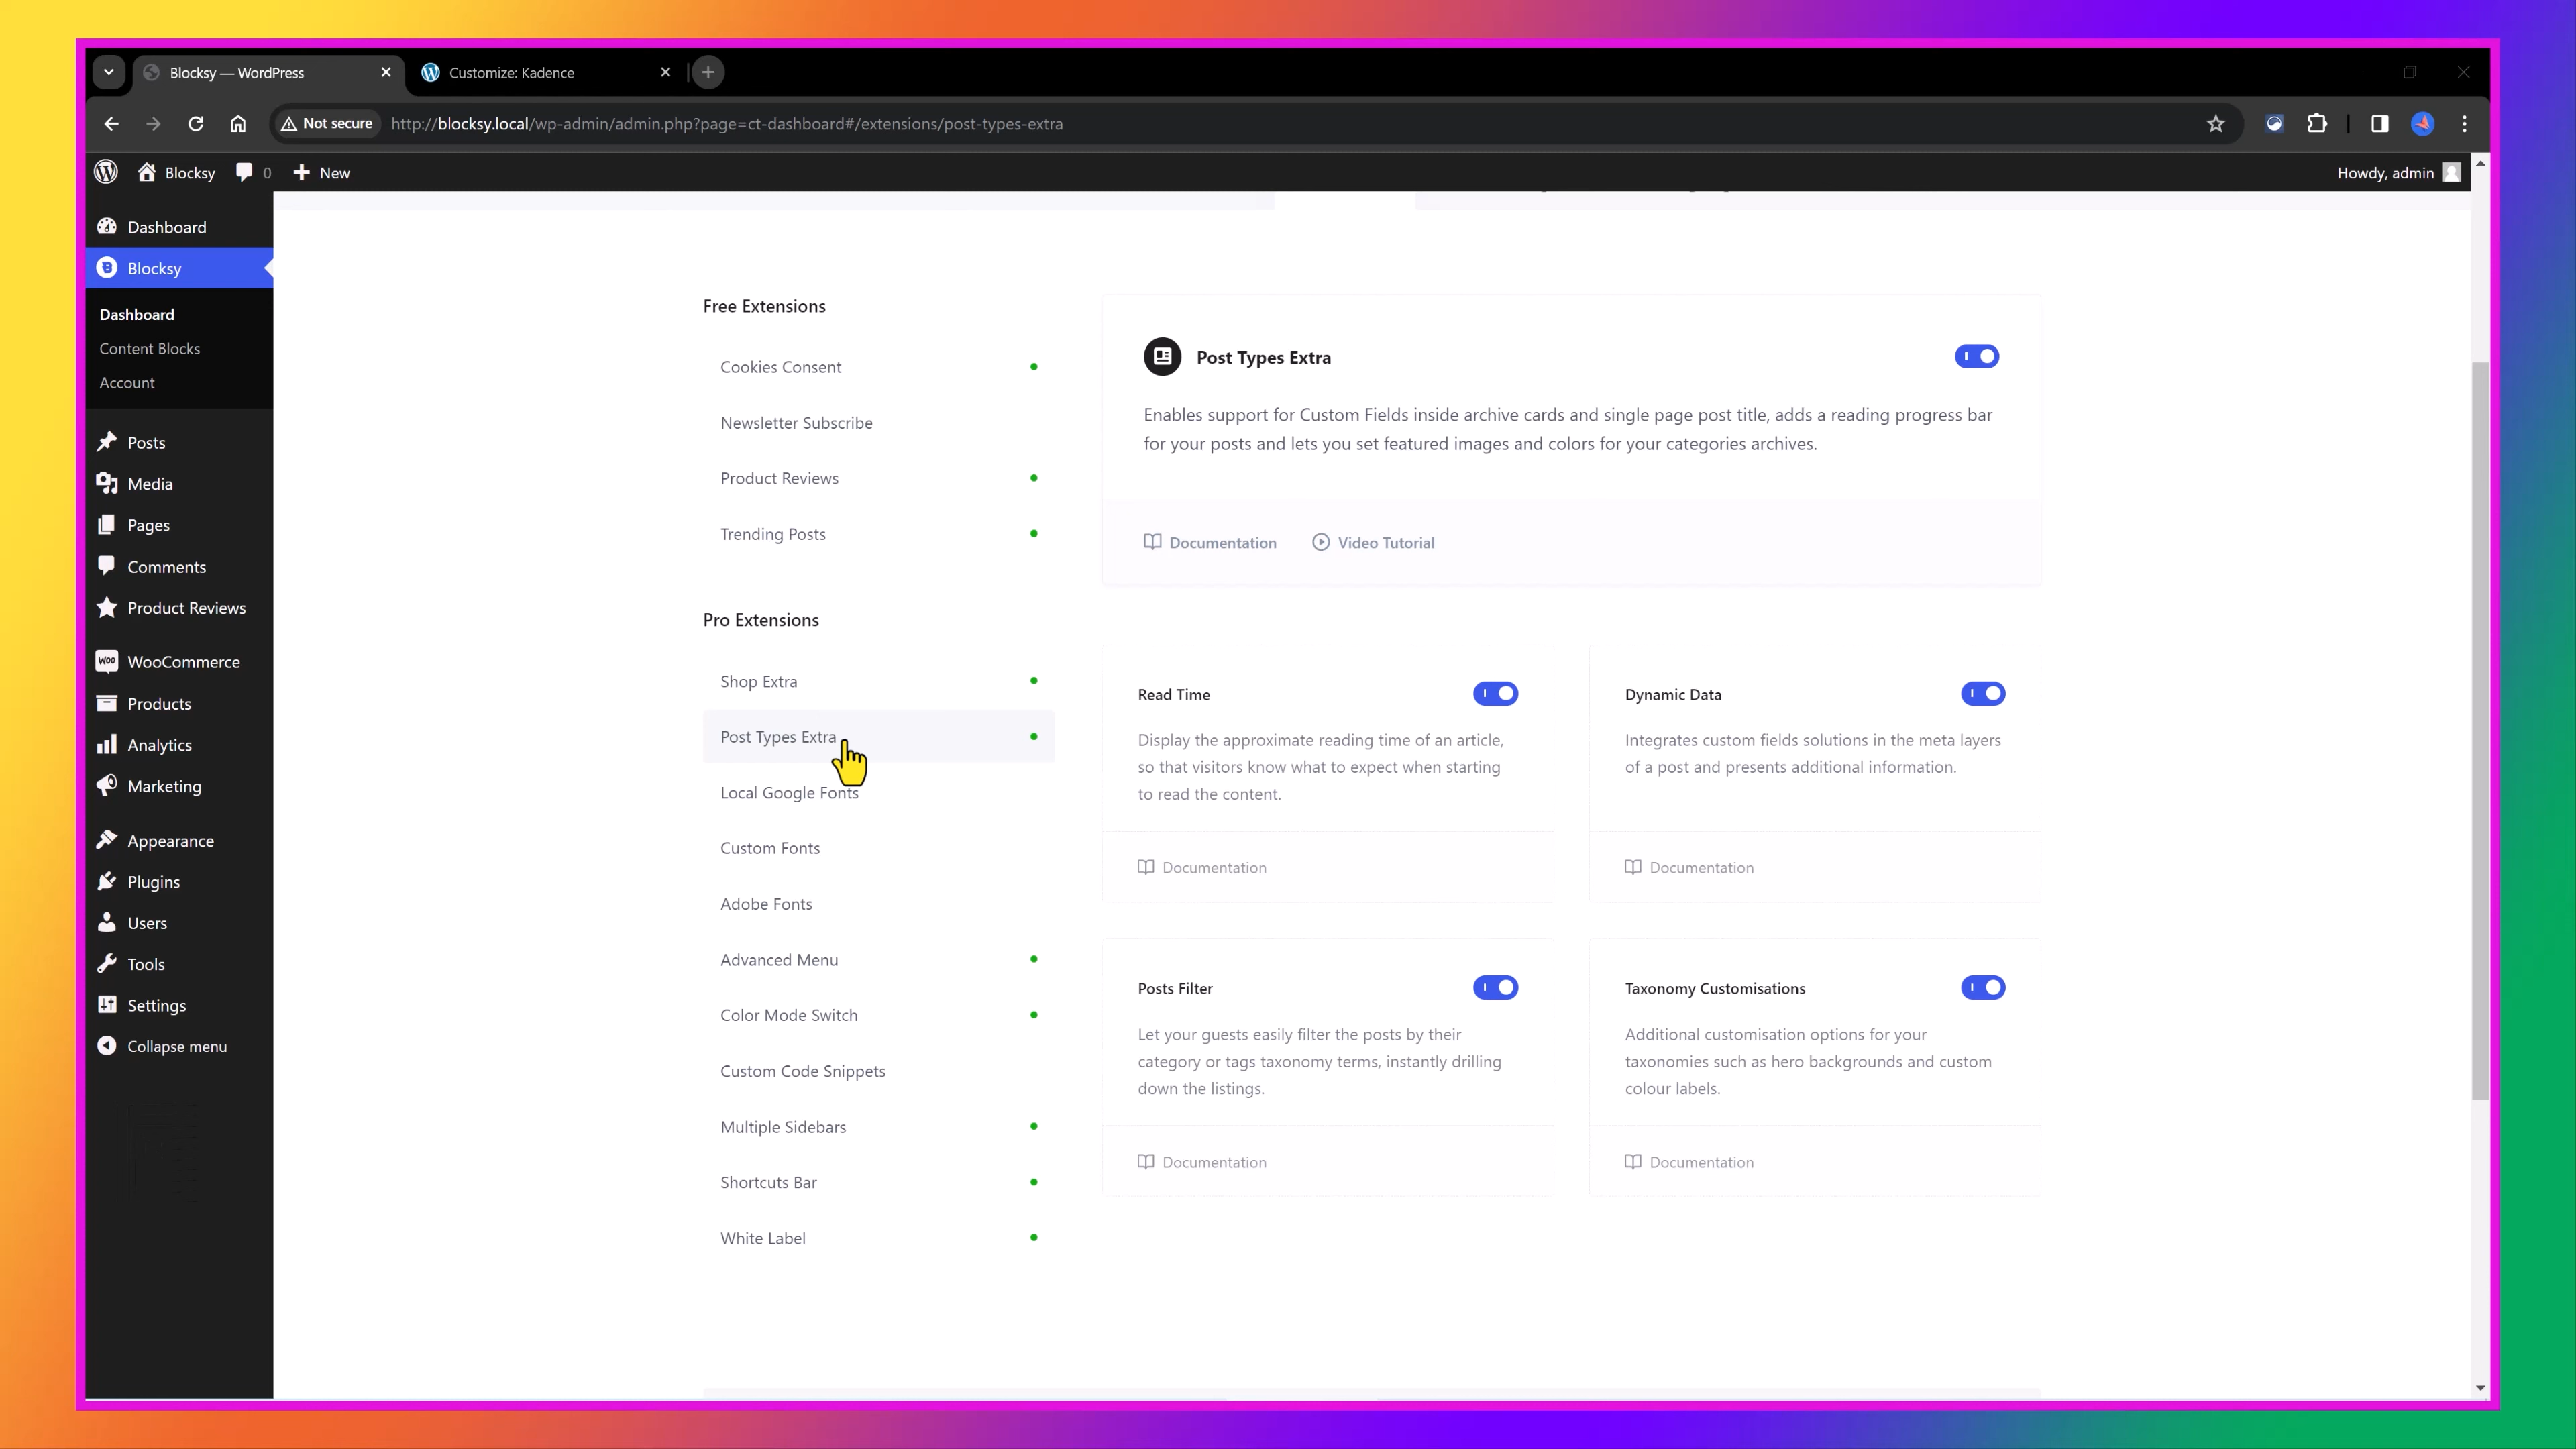 Blocksy — WordPress
Customize: Kadence
Not secure
http://blocksy.local/wp-admin/admin.php?page=ct-dashboard#/extensions/post-types-extra
Blocksy
0
New
Howdy, admin
Dashboard
Blocksy
Dashboard
Content Blocks
Account
Posts
Media
Pages
Comments
Product Reviews
WooCommerce
Products
Analytics
Marketing
Appearance
Plugins
Users
Tools
Settings
Collapse menu
Free Extensions
Cookies Consent
Newsletter Subscribe
Product Reviews
Trending Posts
Pro Extensions
Shop Extra
Post Types Extra
Local Google Fonts
Custom Fonts
Adobe Fonts
Advanced Menu
Color Mode Switch
Custom Code Snippets
Multiple Sidebars
Shortcuts Bar
White Label
Post Types Extra
Enables support for Custom Fields inside archive cards and single page post title, adds a reading progress bar
for your posts and lets you set featured images and colors for your categories archives.
Documentation
Video Tutorial
Read Time
Display the approximate reading time of an article,
so that visitors know what to expect when starting
to read the content.
Documentation
Dynamic Data
Integrates custom fields solutions in the meta layers
of a post and presents additional information.
Documentation
Posts Filter
Let your guests easily filter the posts by their
category or tags taxonomy terms, instantly drilling
down the listings.
Documentation
Taxonomy Customisations
Additional customisation options for your
taxonomies such as hero backgrounds and custom
colour labels.
Documentation